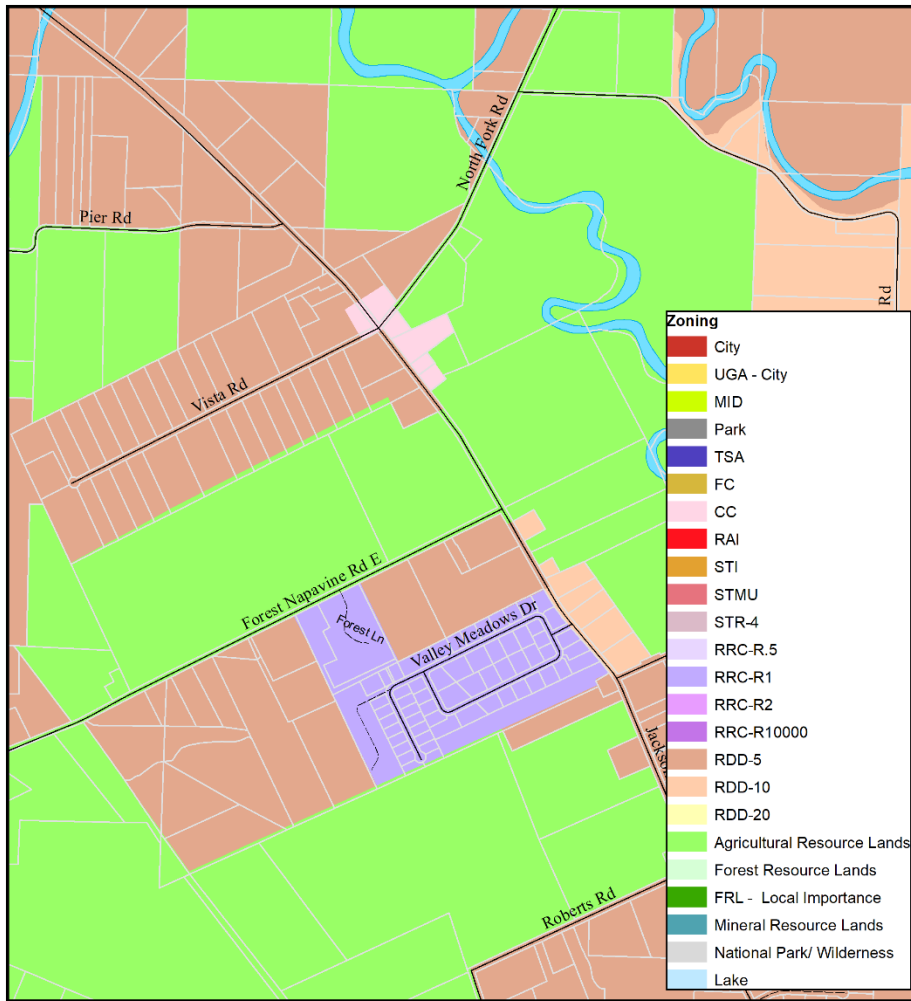 North Fork Rd
Pier Rd
Rd
Vista Rd
Forest Napavine Rd E
Forest Ln
Valley Meadows Dr
Jackson
Roberts Rd
Zoning
City
UGA - City
MID
Park
TSA
FC
CC
RAI
STI
STMU
STR-4
RRC-R.5
RRC-R1
RRC-R2
RRC-R10000
RDD-5
RDD-10
RDD-20
Agricultural Resource Lands
Forest Resource Lands
FRL - Local Importance
Mineral Resource Lands
National Park/ Wilderness
Lake